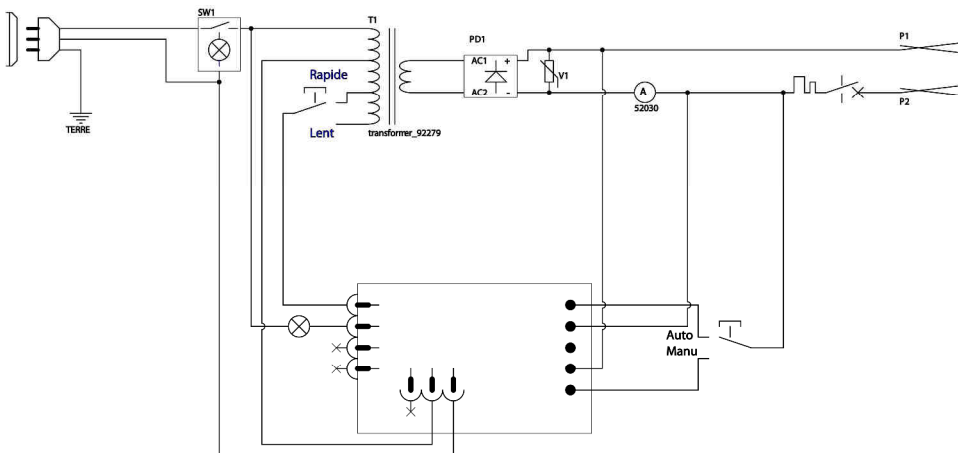 SW1
T1
PD1
P1
AC1 +
V1
Rapide
AC2 -
A
52030
P2
TERRE
Lent
transformer_92279
Auto
Manu